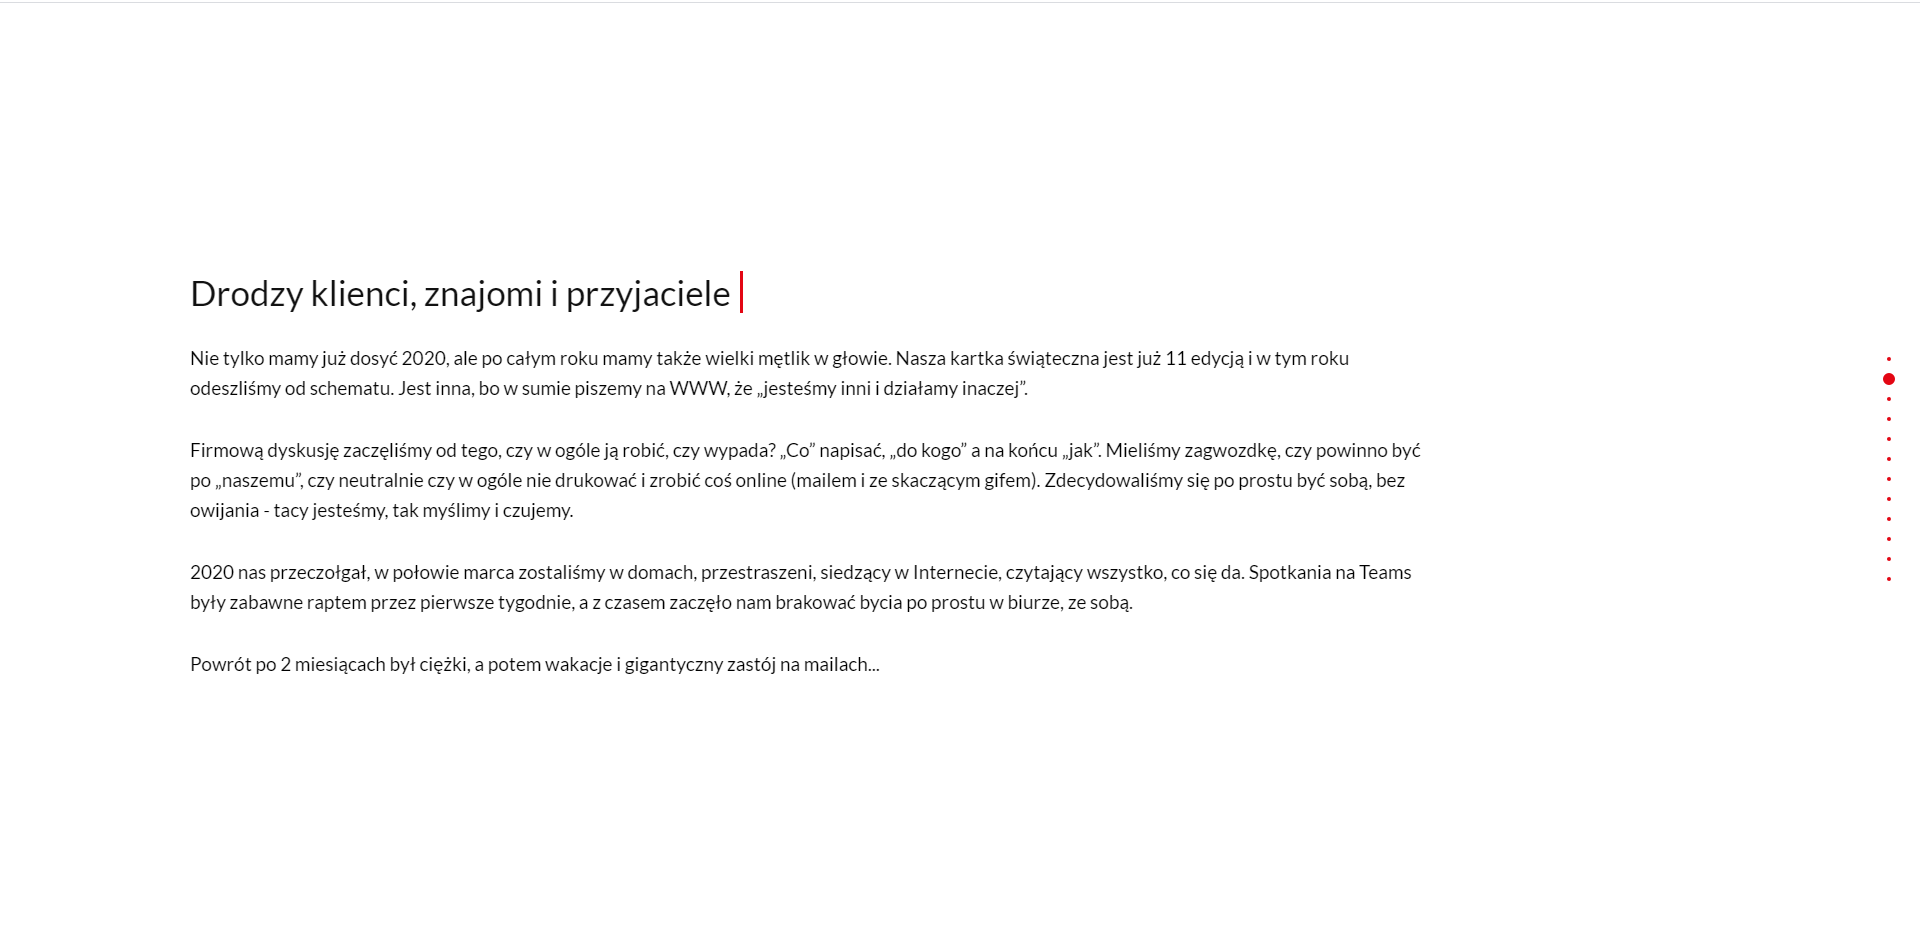 Drodzy klienci, znajomi i przyjaciele
Nie tylko mamy już dosyć 2020, ale po całym roku mamy także wielki mętlik w głowie. Nasza kartka świąteczna jest już 11 edycją i w tym roku
odeszliśmy od schematu. Jest inna, bo w sumie piszemy na WWW, że „jesteśmy inni i działamy inaczej”.
Firmową dyskusję zaczęliśmy od tego, czy w ogóle ją robić, czy wypada? „Co” napisać, „do kogo” a na końcu „jak”. Mieliśmy zagwozdkę, czy powinno być
po „naszemu”, czy neutralnie czy w ogóle nie drukować i zrobić coś online (mailem i ze skaczącym gifem). Zdecydowaliśmy się po prostu być sobą, bez
owijania - tacy jesteśmy, tak myślimy i czujemy.
2020 nas przeczołgał, w połowie marca zostaliśmy w domach, przestraszeni, siedzący w Internecie, czytający wszystko, co się da. Spotkania na Teams
były zabawne raptem przez pierwsze tygodnie, a z czasem zaczęło nam brakować bycia po prostu w biurze, ze sobą.
Powrót po 2 miesiącach był ciężki, a potem wakacje i gigantyczny zastój na mailach...